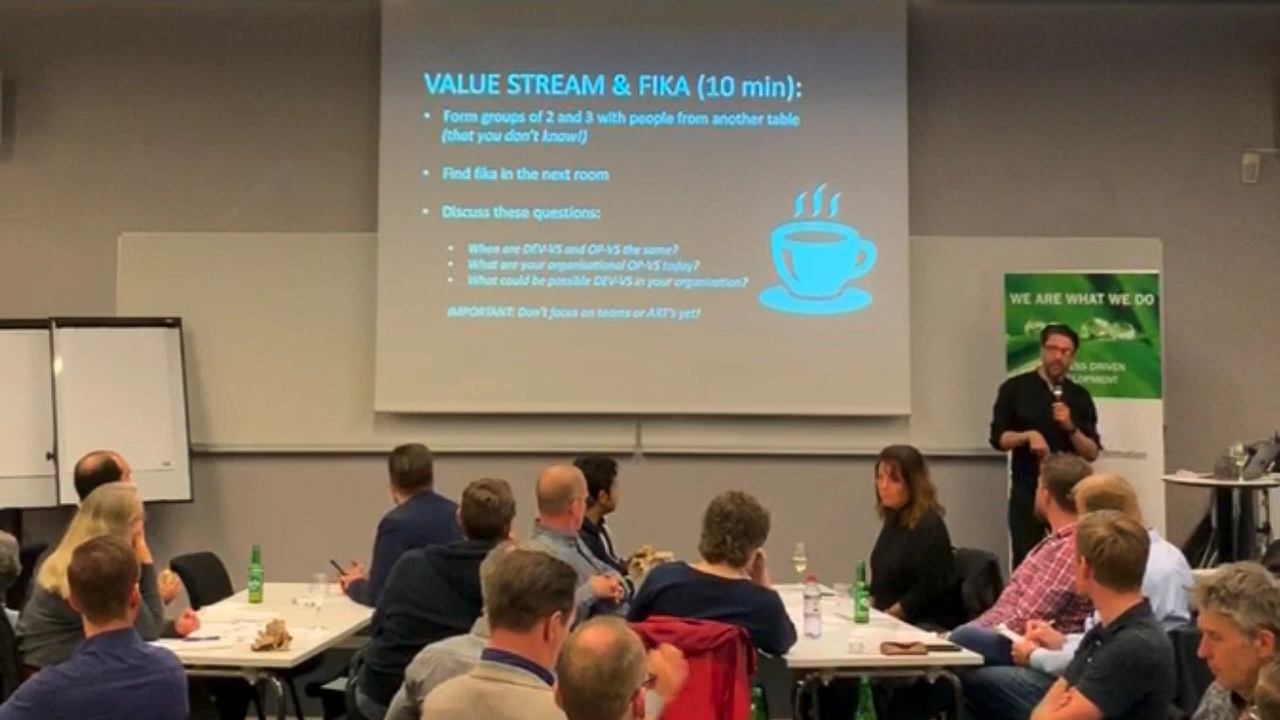 VALUE STREAM & FIKA (10 min):
• Form groups of 2 and 3 with people from another table
(that you don't know!)
• Find fika in the next room
• Discuss these questions:
• When are DEV-VS and OP-VS the same?
• What are your organisational OP-VS today?
• What could be possible DEV-VS in your organization?
IMPORTANT: Don't focus on teams or ART's yet!
WE ARE WHAT WE DO
DRIVEN